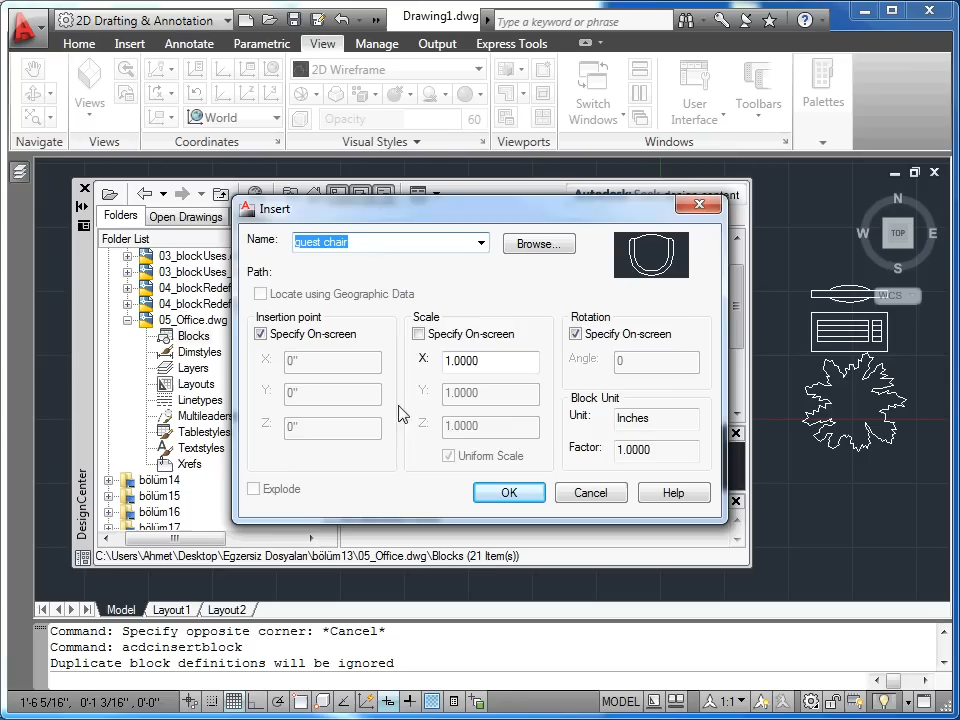 2D Drafting & Annotation
Drawing1.dwg
Type a keyword or phrase
Home Insert Annotate Parametric View Manage Output Express Tools
2D Wireframe
Views
World
Opacity 60
Switch
Windows
User
Interface
Toolbars
Palettes
Navigate Views Coordinates Visual Styles Viewports Windows
content
Folders Open Drawings
Folder List
03_blockUses.
03_blockUses_
04_blockRedef
04_blockRedef
05_Office.dwg
Blocks
Dimstyles
Layers
Layouts
Linetypes
Multileaders
Tablestyles
Textstyles
Xrefs
bölüm14
bölüm15
bölüm16
bölüm17
DesignCenter
C:\Users\Ahmet\Desktop\Egzersiz Dosyaları\bölüm13\05_Office.dwg\Blocks (21 Item(s))
Insert
Name: guest chair Browse...
Path:
Locate using Geographic Data
Insertion point
Specify On-screen
X: 0"
Y: 0"
Z: 0"
Scale
Specify On-screen
X: 1.0000
Y: 1.0000
Z: 1.0000
Uniform Scale
Rotation
Specify On-screen
Angle: 0
Block Unit
Unit: Inches
Factor: 1.0000
Explode
OK Cancel Help
N
W TOP E
S
WCS
Model Layout1 Layout2
Command: Specify opposite corner: *Cancel*
Command: acdcinsertblock
Duplicate block definitions will be ignored
1'-6 5/16", 0'-1 3/16", 0'-0" MODEL 1:1